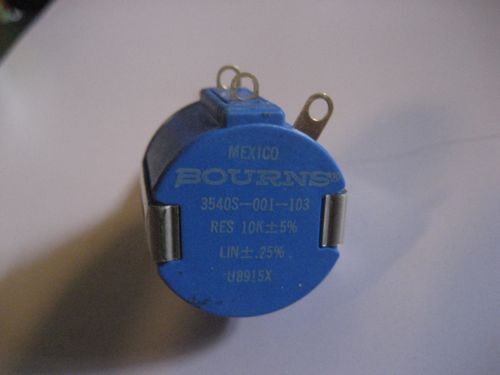 MEXICO
BOURNS®
3540S--001--103
RES 10K±5%
LIN±.25%
U8915X